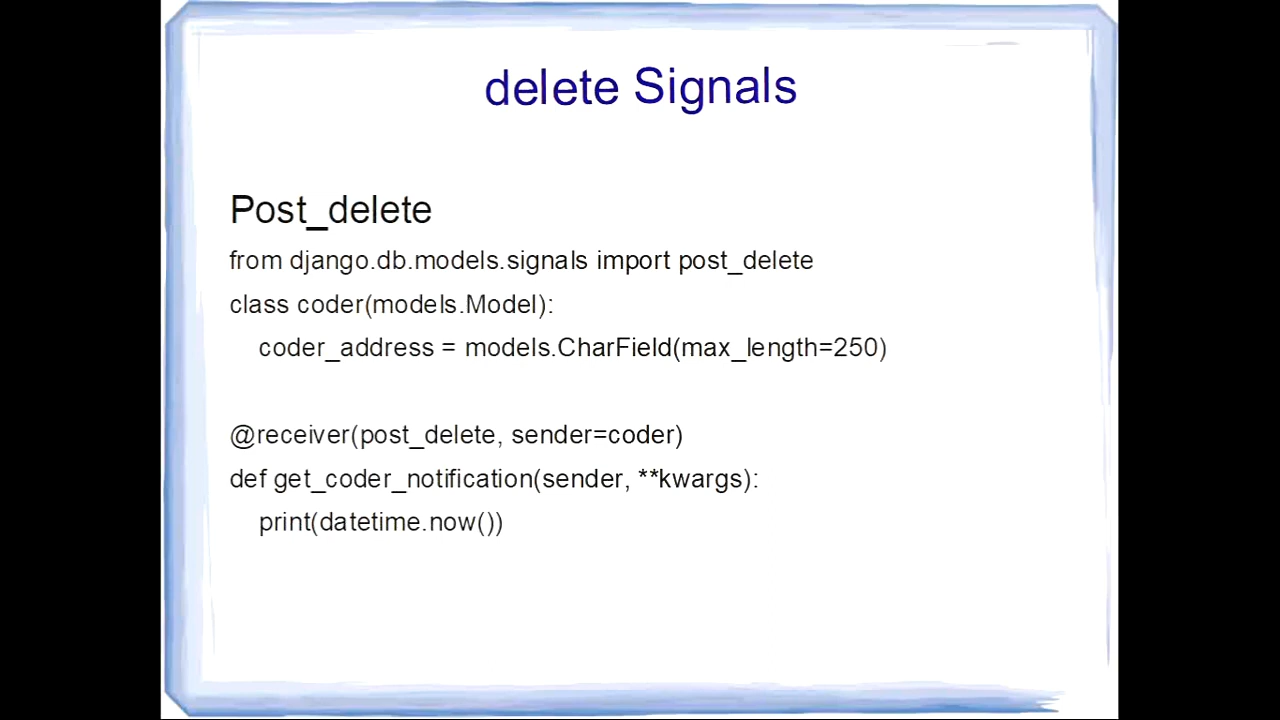 delete Signals
Post_delete
from django.db.models.signals import post_delete
class coder(models.Model):
coder_address = models.CharField(max_length=250)
@receiver(post_delete, sender=coder)
def get_coder_notification(sender, **kwargs):
print(datetime.now())